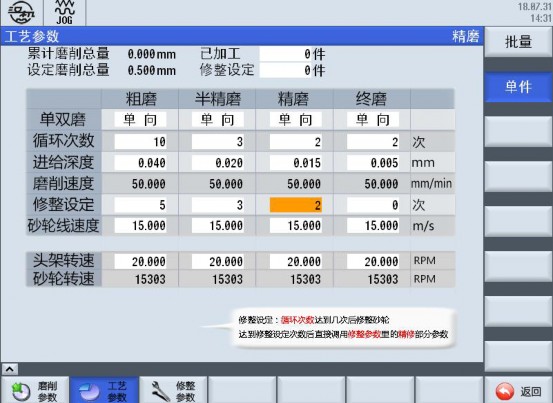 JOG
18.07.31
14:31
工艺参数 精磨
累计磨削总量 0.000mm 已加工 0件
设定磨削总量 0.500mm 修整设定 0件
粗磨 半精磨 精磨 终磨
单双磨 单 向 单 向 单 向 单 向
循环次数 10 3 2 2 次
进给深度 0.040 0.020 0.015 0.005 mm
磨削速度 50.000 50.000 50.000 50.000 mm/min
修整设定 5 3 2 0 次
砂轮线速度 15.000 15.000 15.000 15.000 m/s
头架转速 20.000 20.000 20.000 20.000 RPM
砂轮转速 15303 15303 15303 15303 RPM
修整设定：循环次数达到几次后修整砂轮
达到修整设定次数后直接调用修整参数里的精修部分参数
批量
单件
磨削
参数
工艺
参数
修整
参数
返回